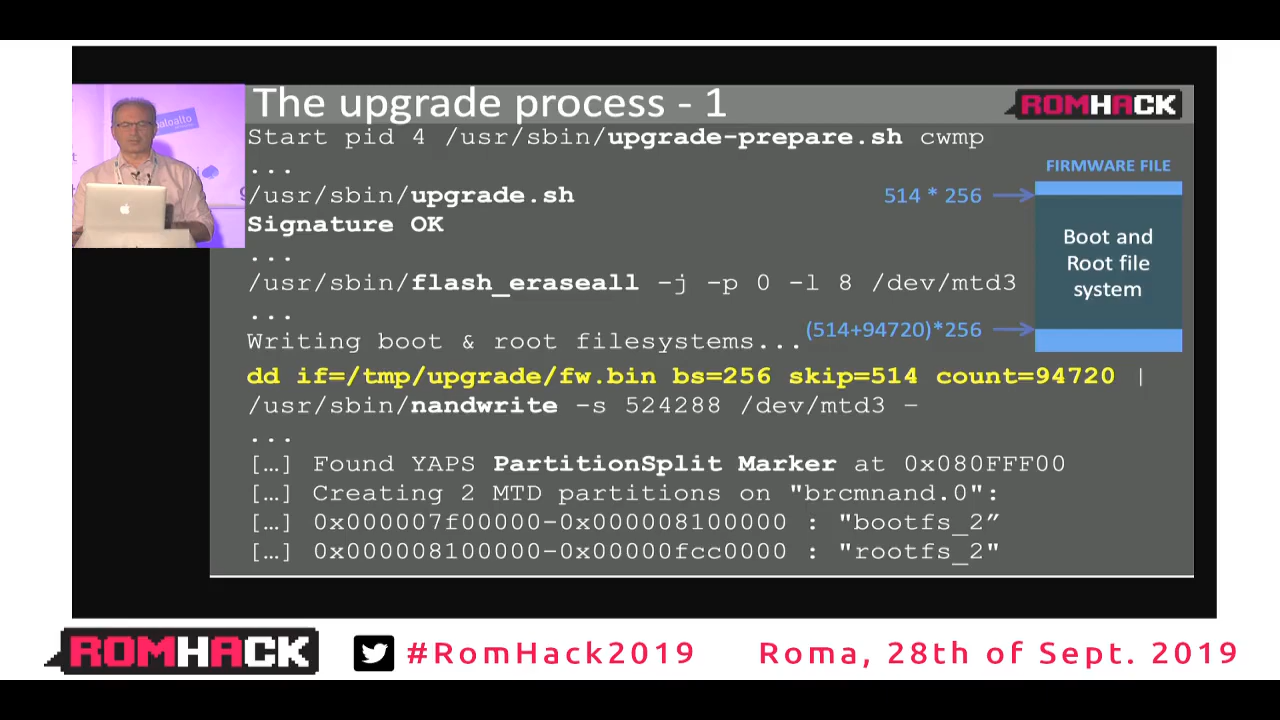 The upgrade process - 1
ROMHACK
Start pid 4 /usr/sbin/upgrade-prepare.sh cwmp
...
/usr/sbin/upgrade.sh
Signature OK
...
/usr/sbin/flash_eraseall -j -p 0 -l 8 /dev/mtd3
...
Writing boot & root filesystems...
dd if=/tmp/upgrade/fw.bin bs=256 skip=514 count=94720 |
/usr/sbin/nandwrite -s 524288 /dev/mtd3 –
...
[…] Found YAPS PartitionSplit Marker at 0x080FFF00
[…] Creating 2 MTD partitions on "brcmnand.0":
[…] 0x000007f00000-0x000008100000 : "bootfs_2”
[…] 0x000008100000-0x00000fcc0000 : "rootfs_2"
FIRMWARE FILE
514 * 256
Boot and
Root file
system
(514+94720)*256
paloalto
ROMHACK
#RomHack2019
Roma, 28th of Sept. 2019